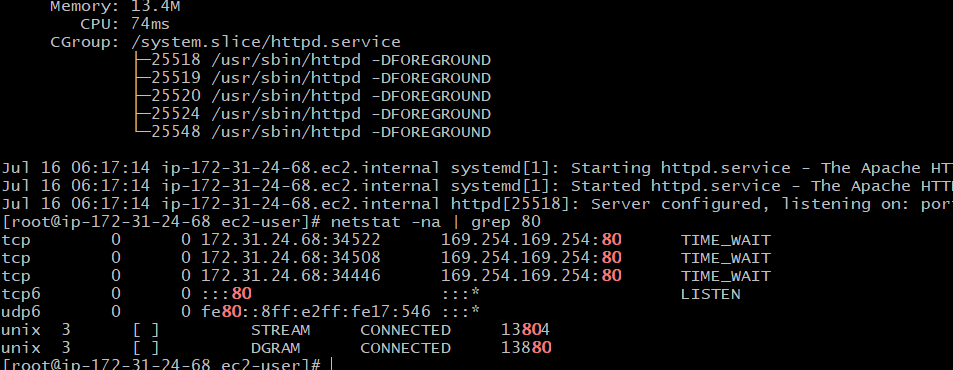 Memory: 13.4M
CPU: 74ms
CGroup: /system.slice/httpd.service
├─25518 /usr/sbin/httpd -DFOREGROUND
├─25519 /usr/sbin/httpd -DFOREGROUND
├─25520 /usr/sbin/httpd -DFOREGROUND
├─25524 /usr/sbin/httpd -DFOREGROUND
└─25548 /usr/sbin/httpd -DFOREGROUND
Jul 16 06:17:14 ip-172-31-24-68.ec2.internal systemd[1]: Starting httpd.service - The Apache HTT
Jul 16 06:17:14 ip-172-31-24-68.ec2.internal systemd[1]: Started httpd.service - The Apache HTTP
Jul 16 06:17:14 ip-172-31-24-68.ec2.internal httpd[25518]: Server configured, listening on: por
[root@ip-172-31-24-68 ec2-user]# netstat -na | grep 80
tcp 0 0 172.31.24.68:34522 169.254.169.254:80 TIME_WAIT
tcp 0 0 172.31.24.68:34508 169.254.169.254:80 TIME_WAIT
tcp 0 0 172.31.24.68:34446 169.254.169.254:80 TIME_WAIT
tcp6 0 0 :::80 :::* LISTEN
udp6 0 0 fe80::8ff:e2ff:fe17:546 :::*
unix 3 [ ] STREAM CONNECTED 13804
unix 3 [ ] DGRAM CONNECTED 13880
[root@ip-172-31-24-68 ec2-user]#